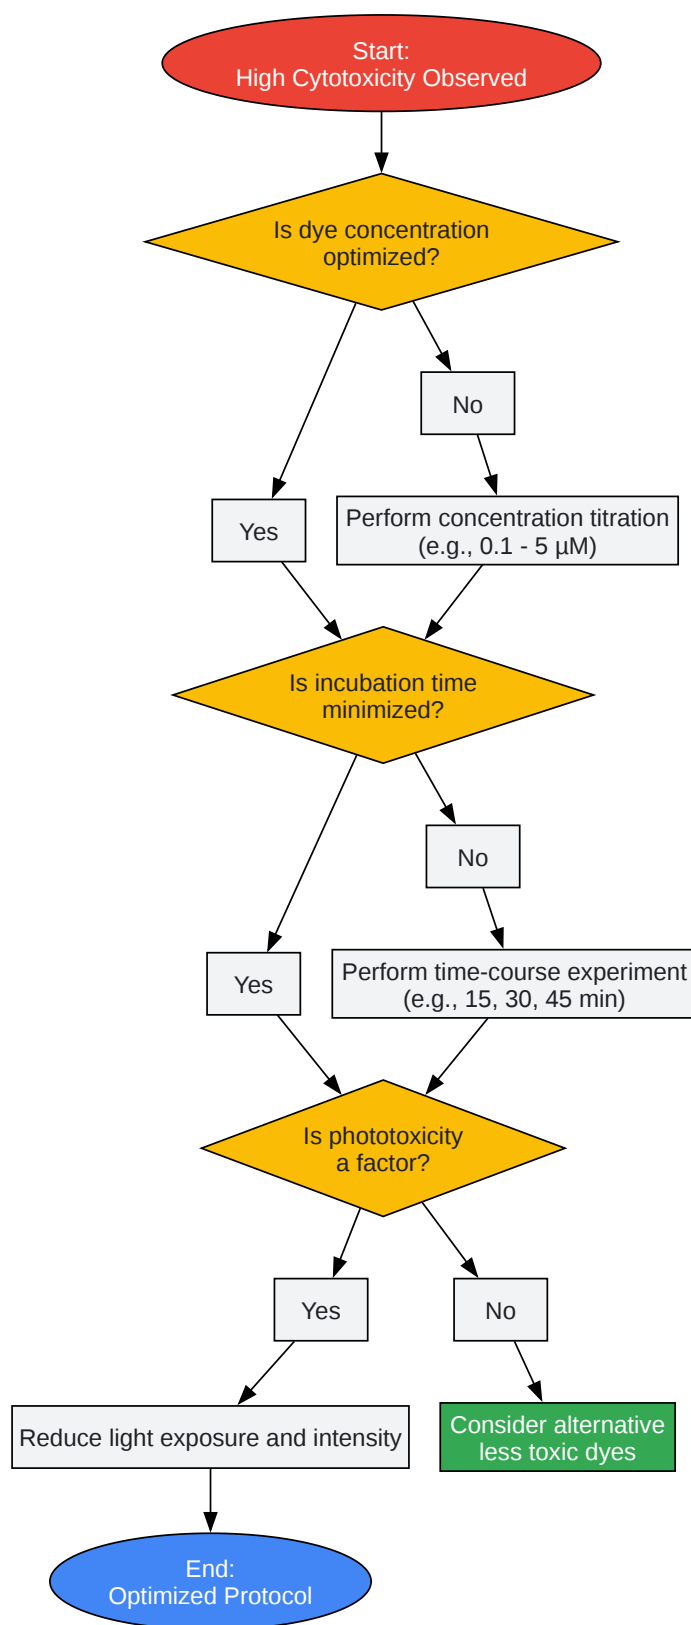 Start:
High Cytotoxicity Observed
Is dye concentration
optimized?
No
Yes
Perform concentration titration
(e.g., 0.1 - 5 µM)
Is incubation time
minimized?
No
Yes
Perform time-course experiment
(e.g., 15, 30, 45 min)
Is phototoxicity
a factor?
Yes
No
Reduce light exposure and intensity
Consider alternative
less toxic dyes
End:
Optimized Protocol